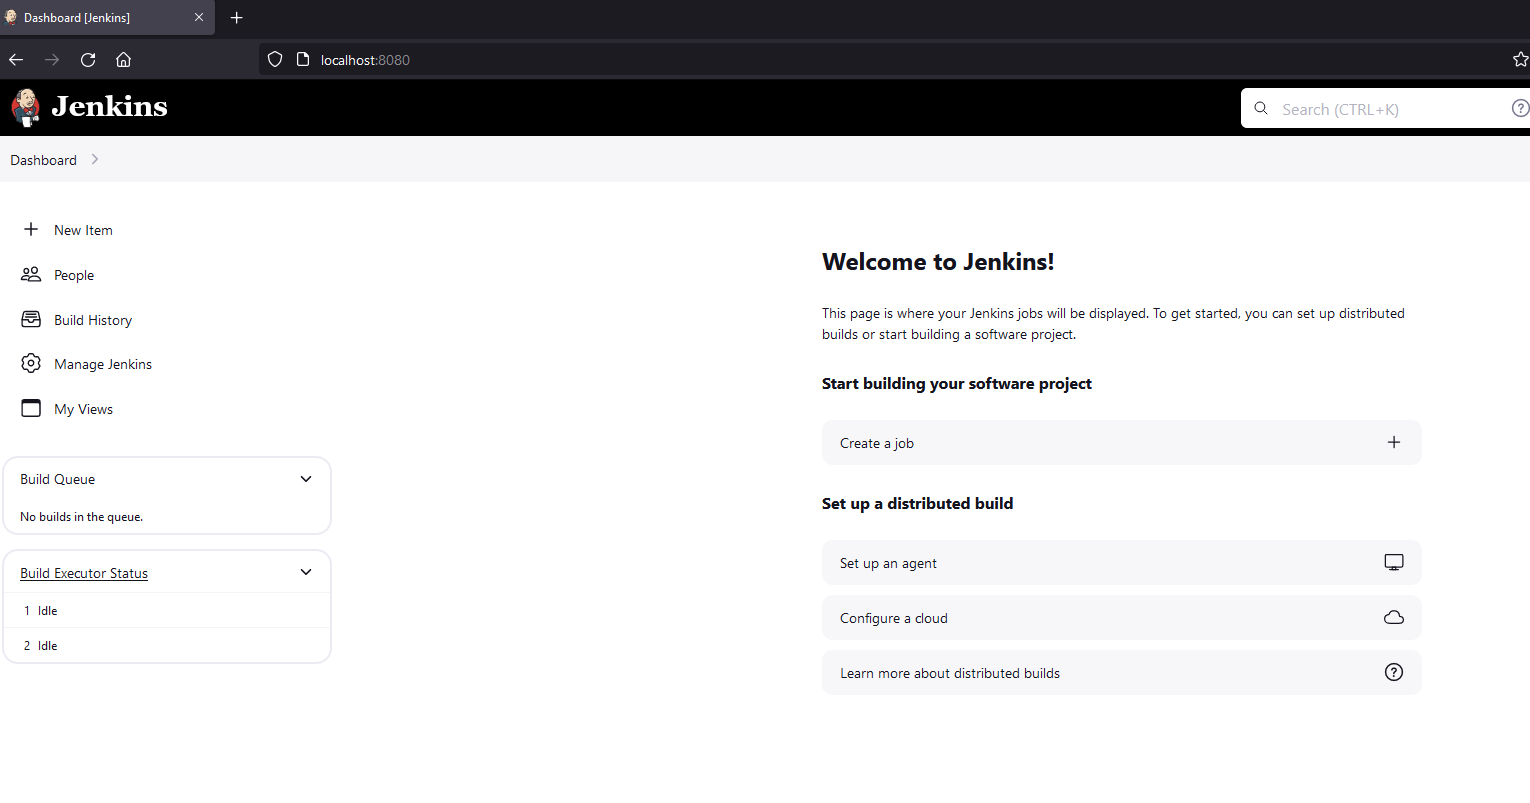 Dashboard [Jenkins]
localhost:8080
Jenkins
Search (CTRL+K)
Dashboard
New Item
People
Build History
Manage Jenkins
My Views
Build Queue
No builds in the queue.
Build Executor Status
1 Idle
2 Idle
Welcome to Jenkins!
This page is where your Jenkins jobs will be displayed. To get started, you can set up distributed
builds or start building a software project.
Start building your software project
Create a job
Set up a distributed build
Set up an agent
Configure a cloud
Learn more about distributed builds